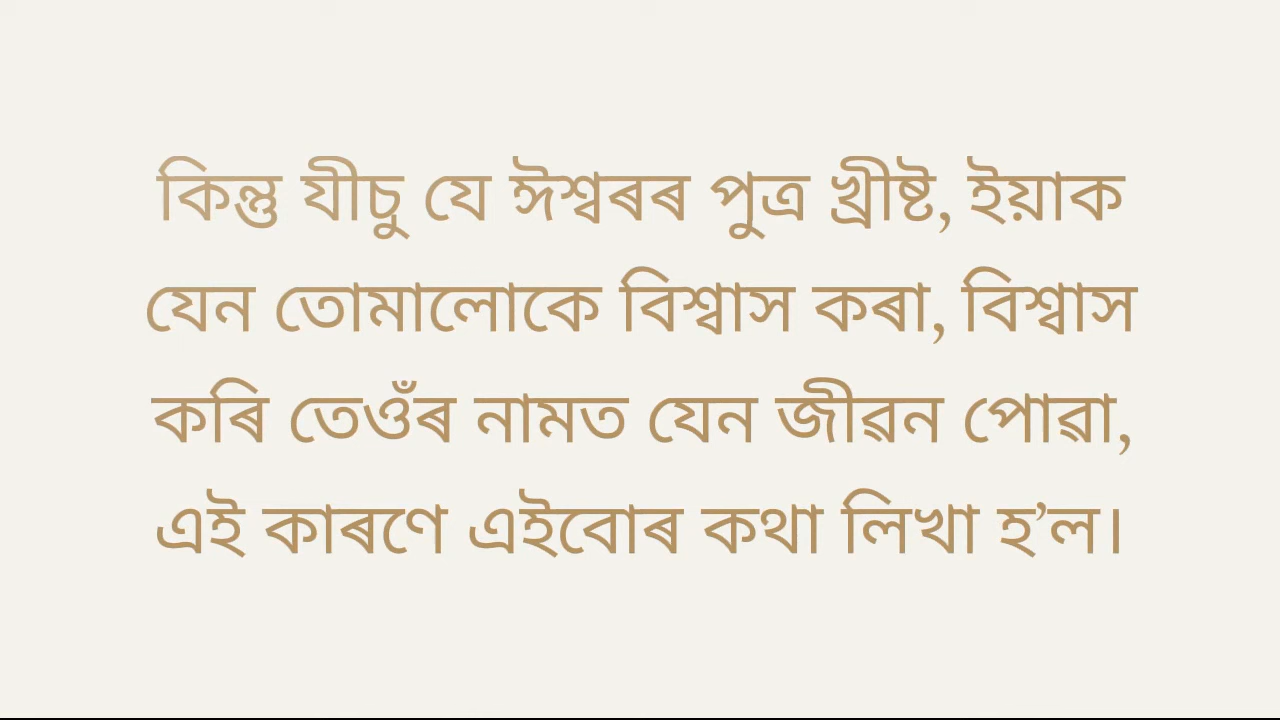 কিন্তু যীচু যে ঈশ্বৰৰ পুত্ৰ খ্ৰীষ্ট, ইয়াক
যেন তোমালোকে বিশ্বাস কৰা, বিশ্বাস
কৰি তেওঁৰ নামত যেন জীৱন পোৱা,
এই কাৰণে এইবোৰ কথা লিখা হ’ল।